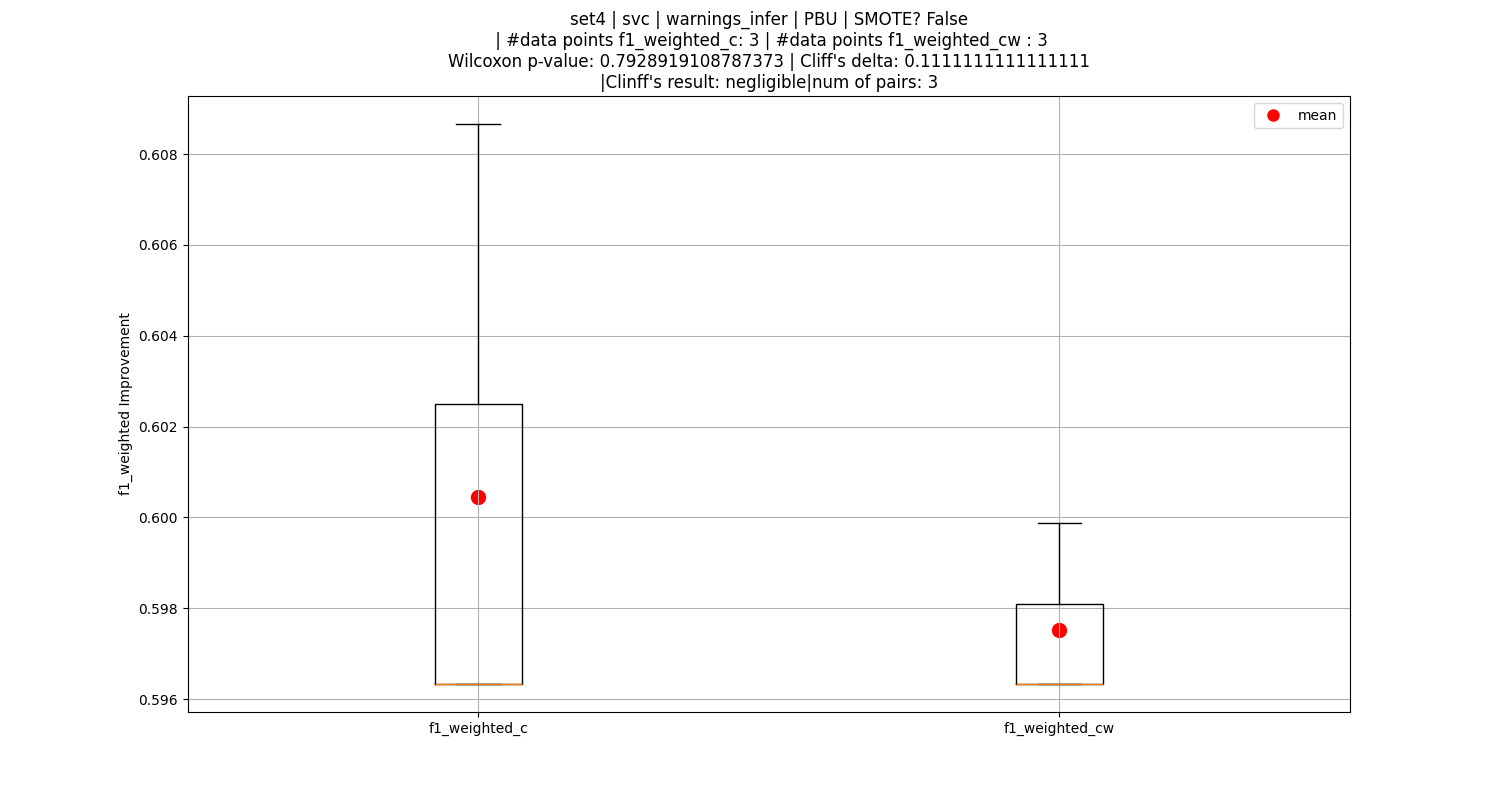 set4 | svc | warnings_infer | PBU | SMOTE? False
| #data points f1_weighted_c: 3 | #data points f1_weighted_cw : 3
Wilcoxon p-value: 0.7928919108787373 | Cliff's delta: 0.1111111111111111
|Clinff's result: negligible|num of pairs: 3
mean
0.608
0.606
0.604
0.602
0.600
0.598
0.596
f1_weighted Improvement
f1_weighted_c
f1_weighted_cw